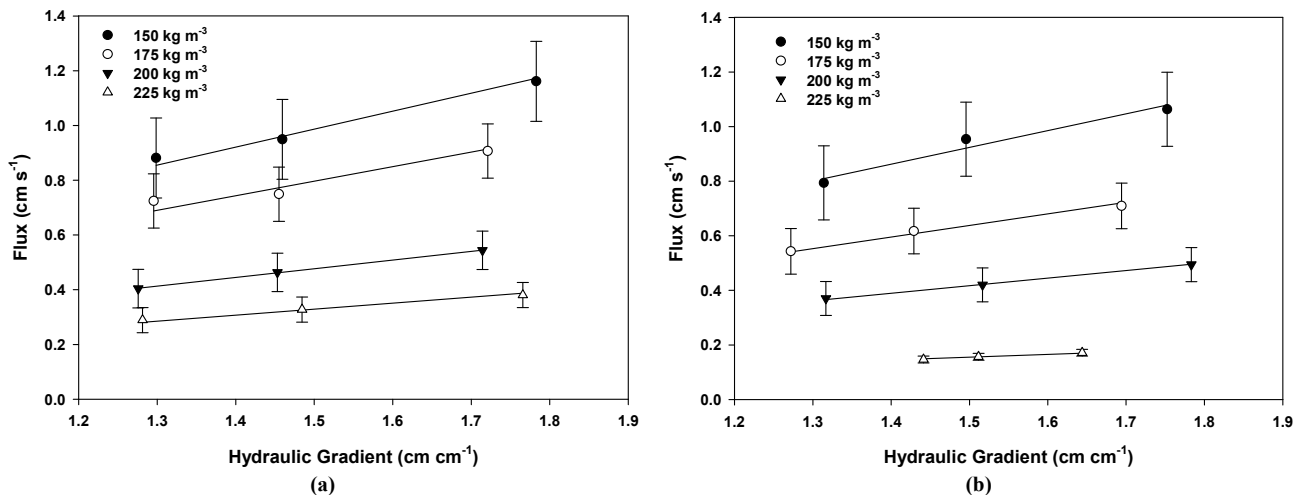 1.4
1.2
1.0
0.8
0.6
0.4
0.2
0.0
Flux (cm s⁻¹)
150 kg m⁻³
175 kg m⁻³
200 kg m⁻³
225 kg m⁻³
1.2 1.3 1.4 1.5 1.6 1.7 1.8 1.9
Hydraulic Gradient (cm cm⁻¹)
(a)
1.4
1.2
1.0
0.8
0.6
0.4
0.2
0.0
Flux (cm s⁻¹)
150 kg m⁻³
175 kg m⁻³
200 kg m⁻³
225 kg m⁻³
1.2 1.3 1.4 1.5 1.6 1.7 1.8 1.9
Hydraulic Gradient (cm cm⁻¹)
(b)